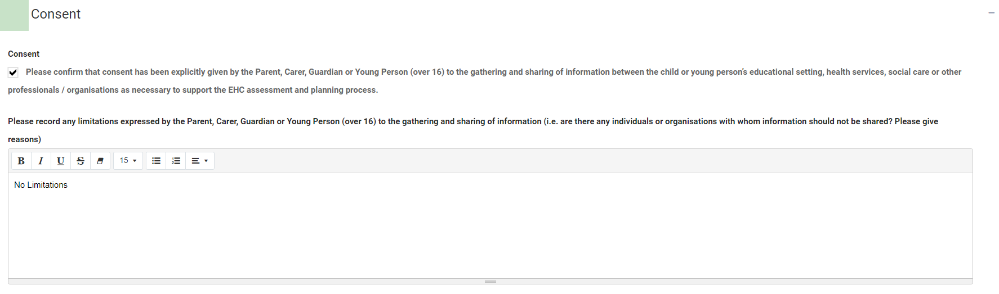 Consent
Consent
Please confirm that consent has been explicitly given by the Parent, Carer, Guardian or Young Person (over 16) to the gathering and sharing of information between the child or young person's educational setting, health services, social care or other
professionals / organisations as necessary to support the EHC assessment and planning process.
Please record any limitations expressed by the Parent, Carer, Guardian or Young Person (over 16) to the gathering and sharing of information (i.e. are there any individuals or organisations with whom information should not be shared? Please give
reasons)
B I U S 15
No Limitations